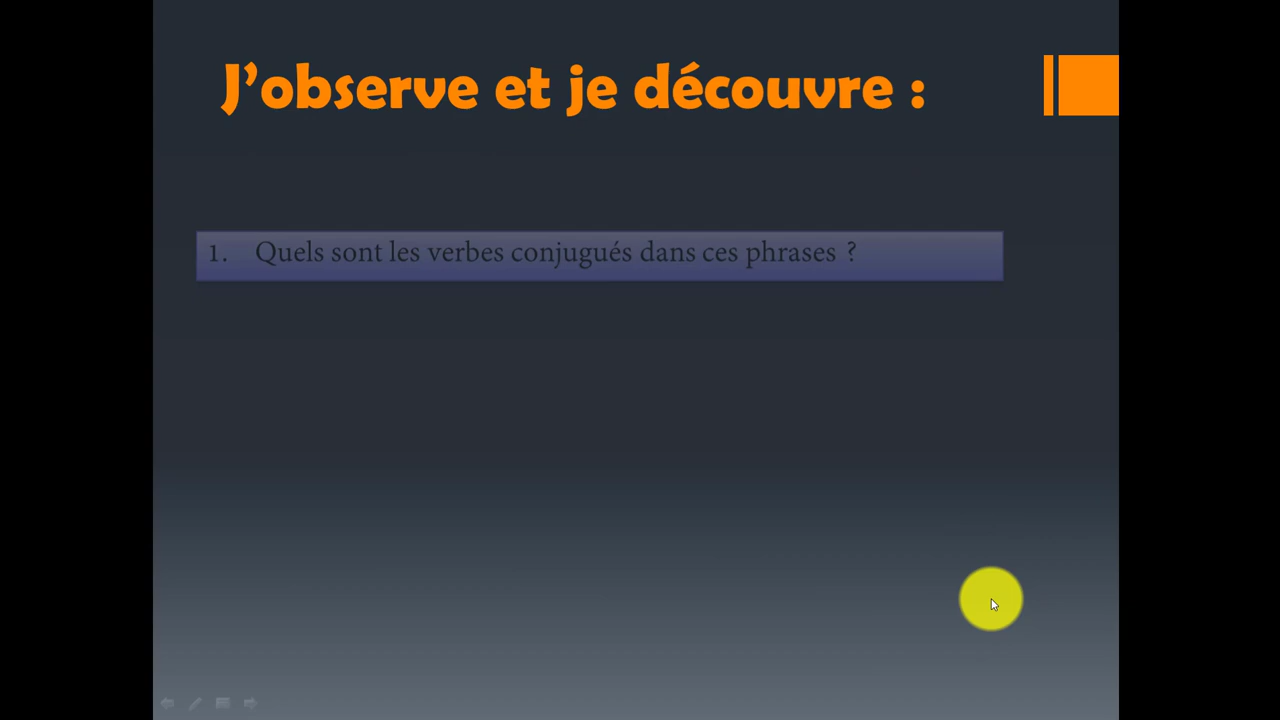 J’observe et je découvre :
1. Quels sont les verbes conjugués dans ces phrases ?